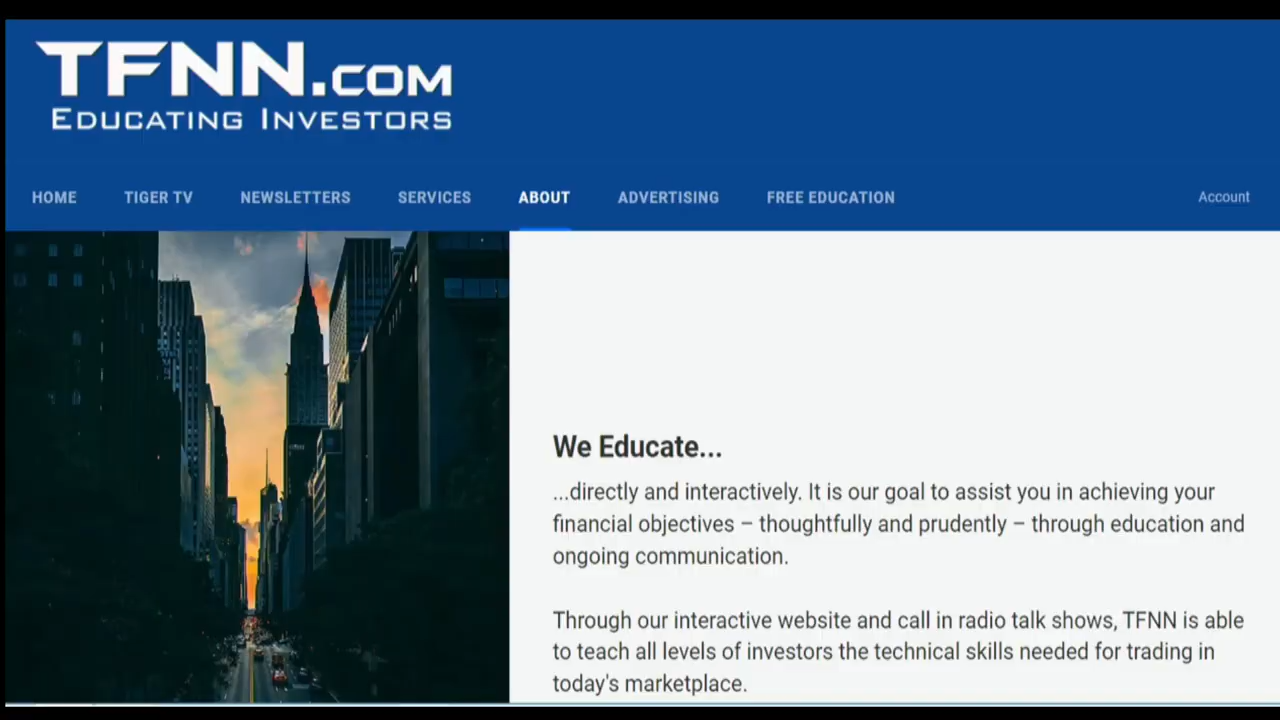 TFNN.COM
EDUCATING INVESTORS
HOME TIGER TV NEWSLETTERS SERVICES ABOUT ADVERTISING FREE EDUCATION Account
We Educate...
...directly and interactively. It is our goal to assist you in achieving your
financial objectives – thoughtfully and prudently – through education and
ongoing communication.
Through our interactive website and call in radio talk shows, TFNN is able
to teach all levels of investors the technical skills needed for trading in
today's marketplace.